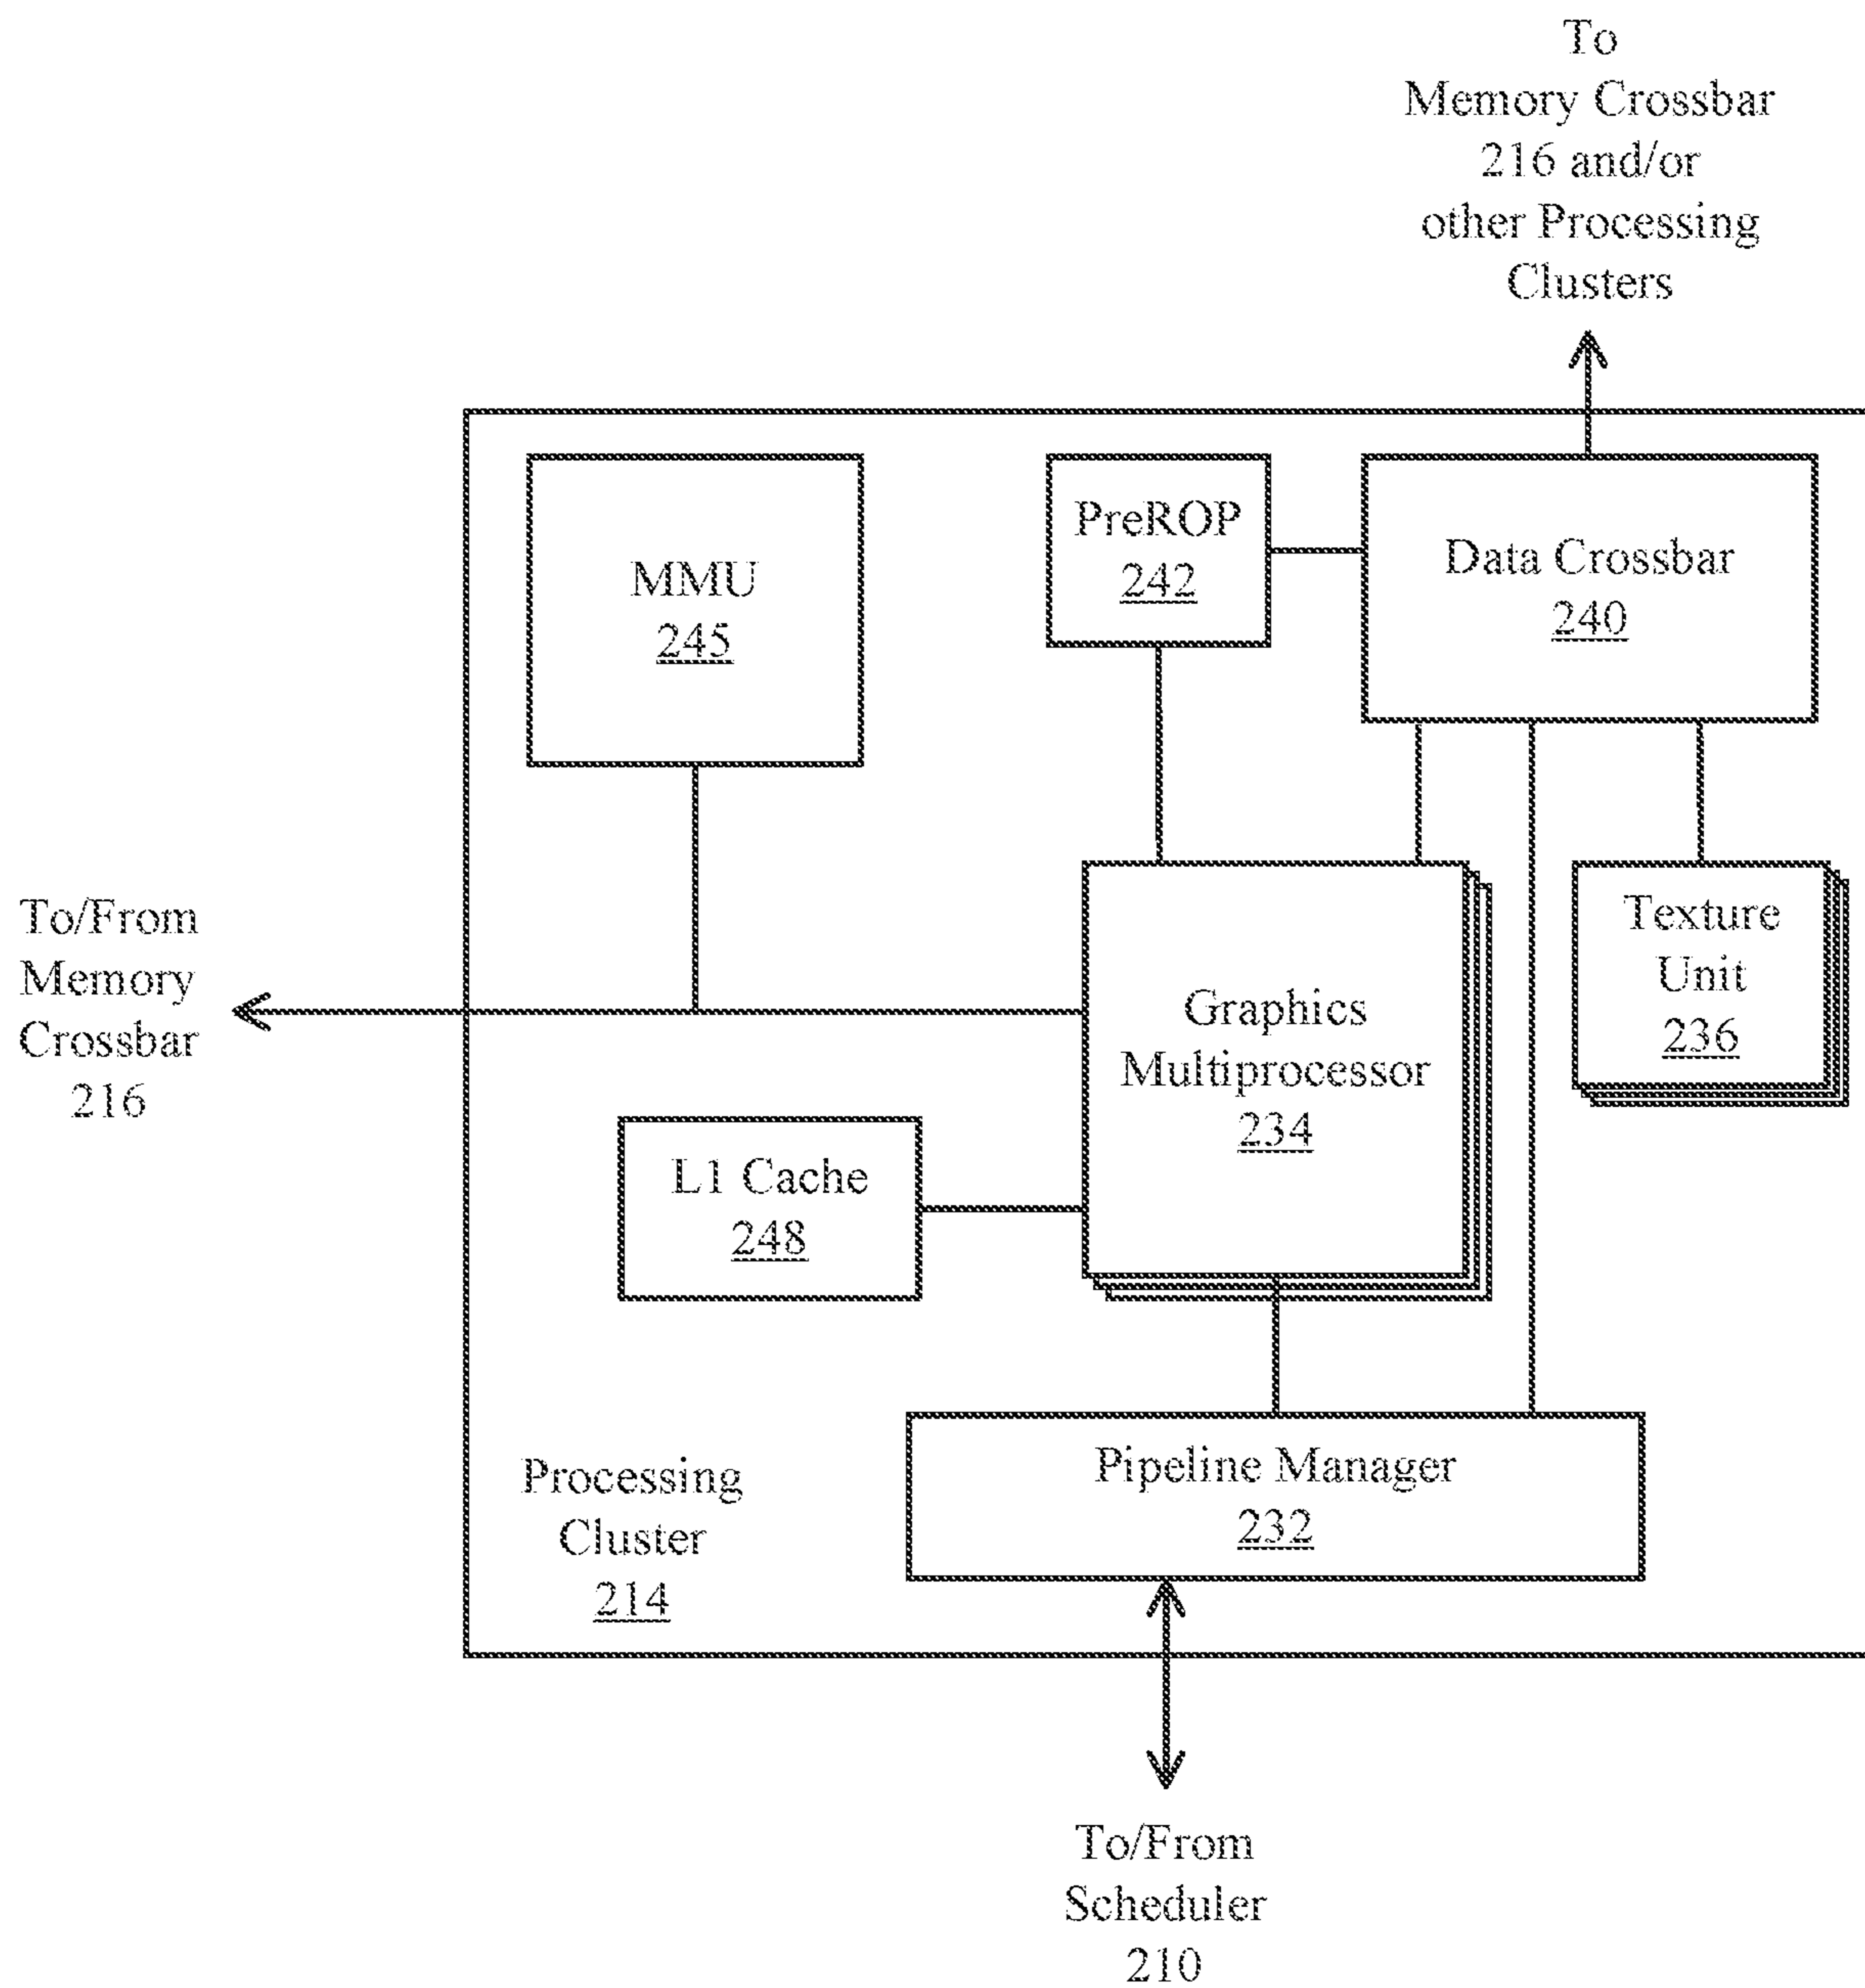 To
Memory Crossbar
216 and/or
other Processing
Clusters
MMU
245
PreROP
242
Data Crossbar
240
To/From
Memory
Crossbar
216
Graphics
Multiprocessor
234
Texture
Unit
236
L1 Cache
248
Pipeline Manager
232
Processing
Cluster
214
To/From
Scheduler
210